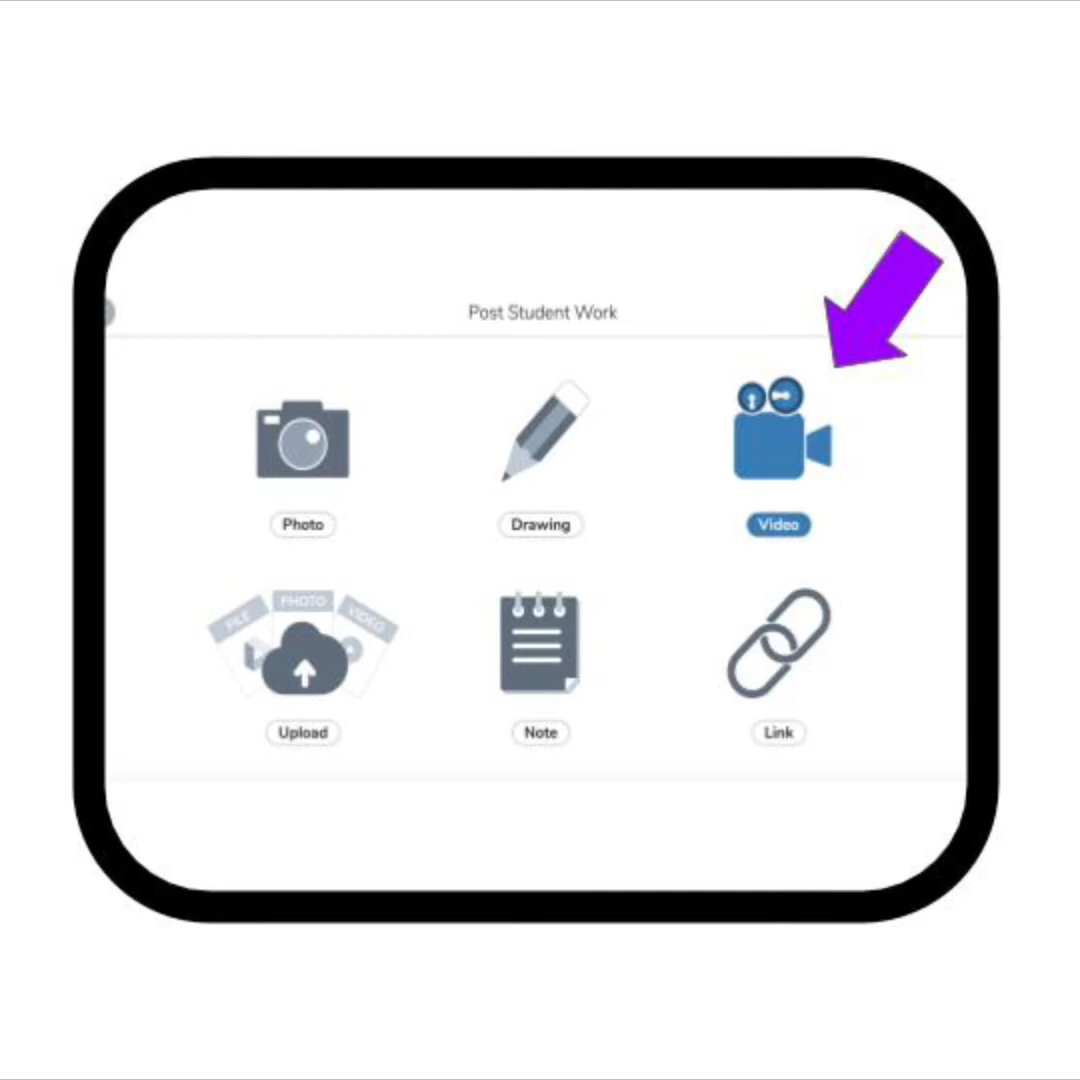 Post Student Work
Photo
Drawing
Video
FILE
PHOTO
VIDEO
Upload
Note
Link